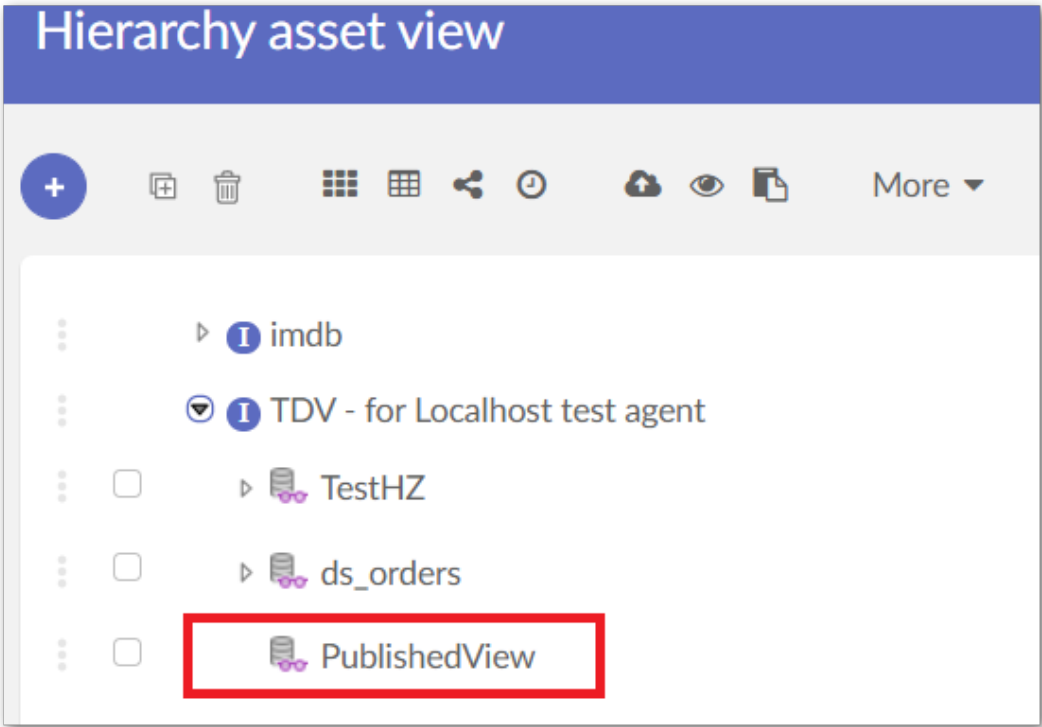 Hierarchy asset view
+ More
I imdb
I TDV - for Localhost test agent
TestHZ
ds_orders
PublishedView